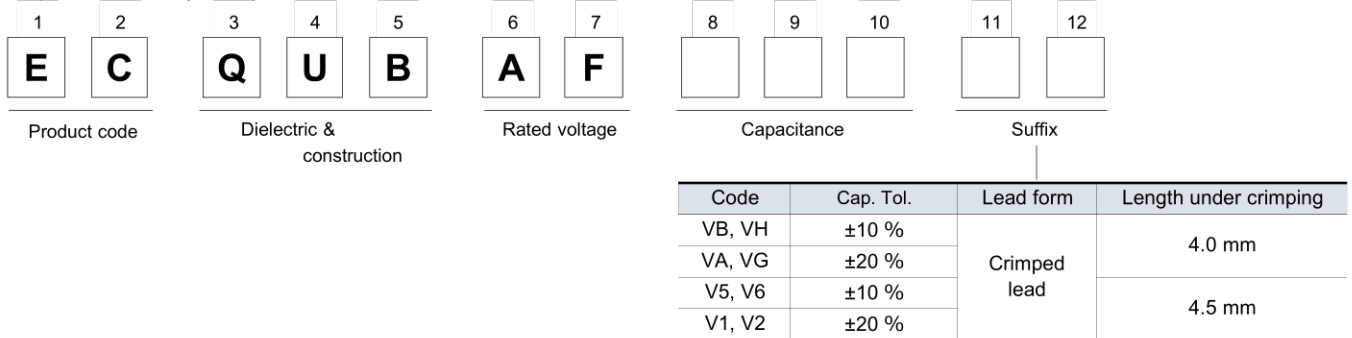 1 2 3 4 5 6 7 8 9 10 11 12
E C Q U B A F
Product code Dielectric & Rated voltage Capacitance Suffix
construction
Code Cap. Tol. Lead form Length under crimping
VB, VH ±10 %
4.0 mm
VA, VG ±20 %
Crimped
lead
V5, V6 ±10 %
4.5 mm
V1, V2 ±20 %